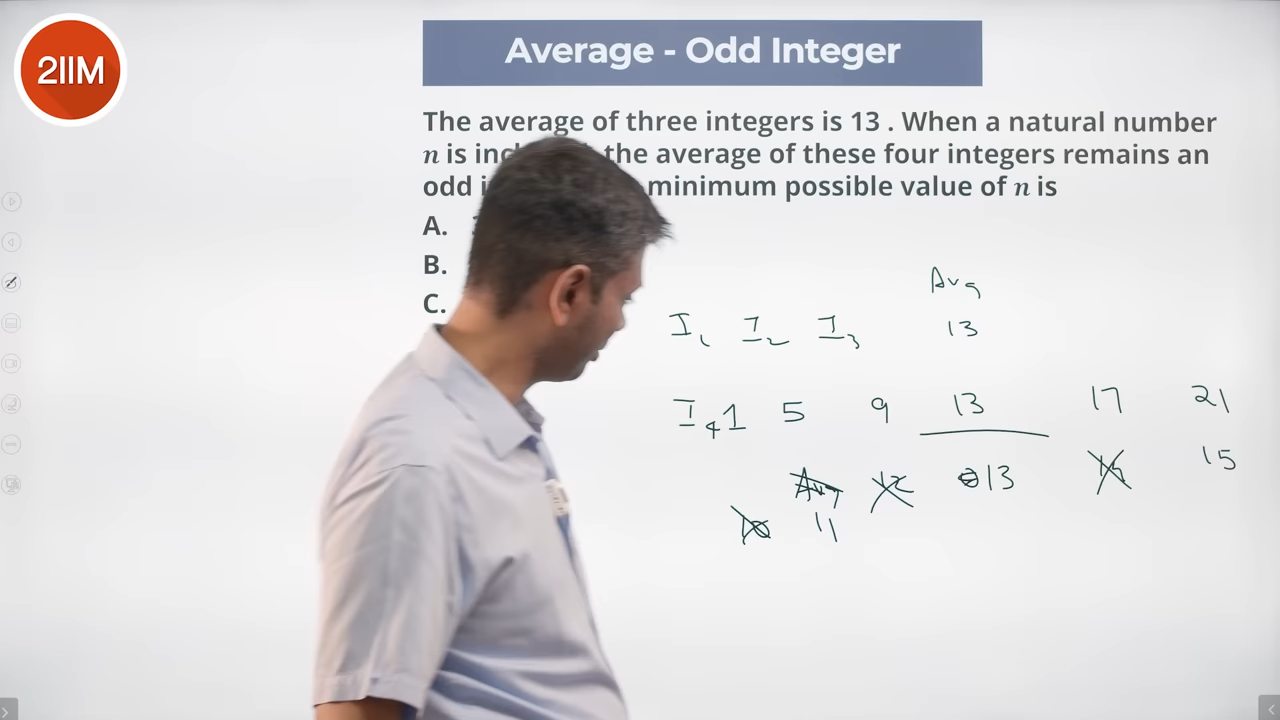 2IIM
Average - Odd Integer
The average of three integers is 13 . When a natural number
n is the average of these four integers remains an
odd minimum possible value of n is
A.
B.
C.
Avg
I₁ I₂ I₃ 13
I₄ 1 5 9 13 17 21
13 15
11